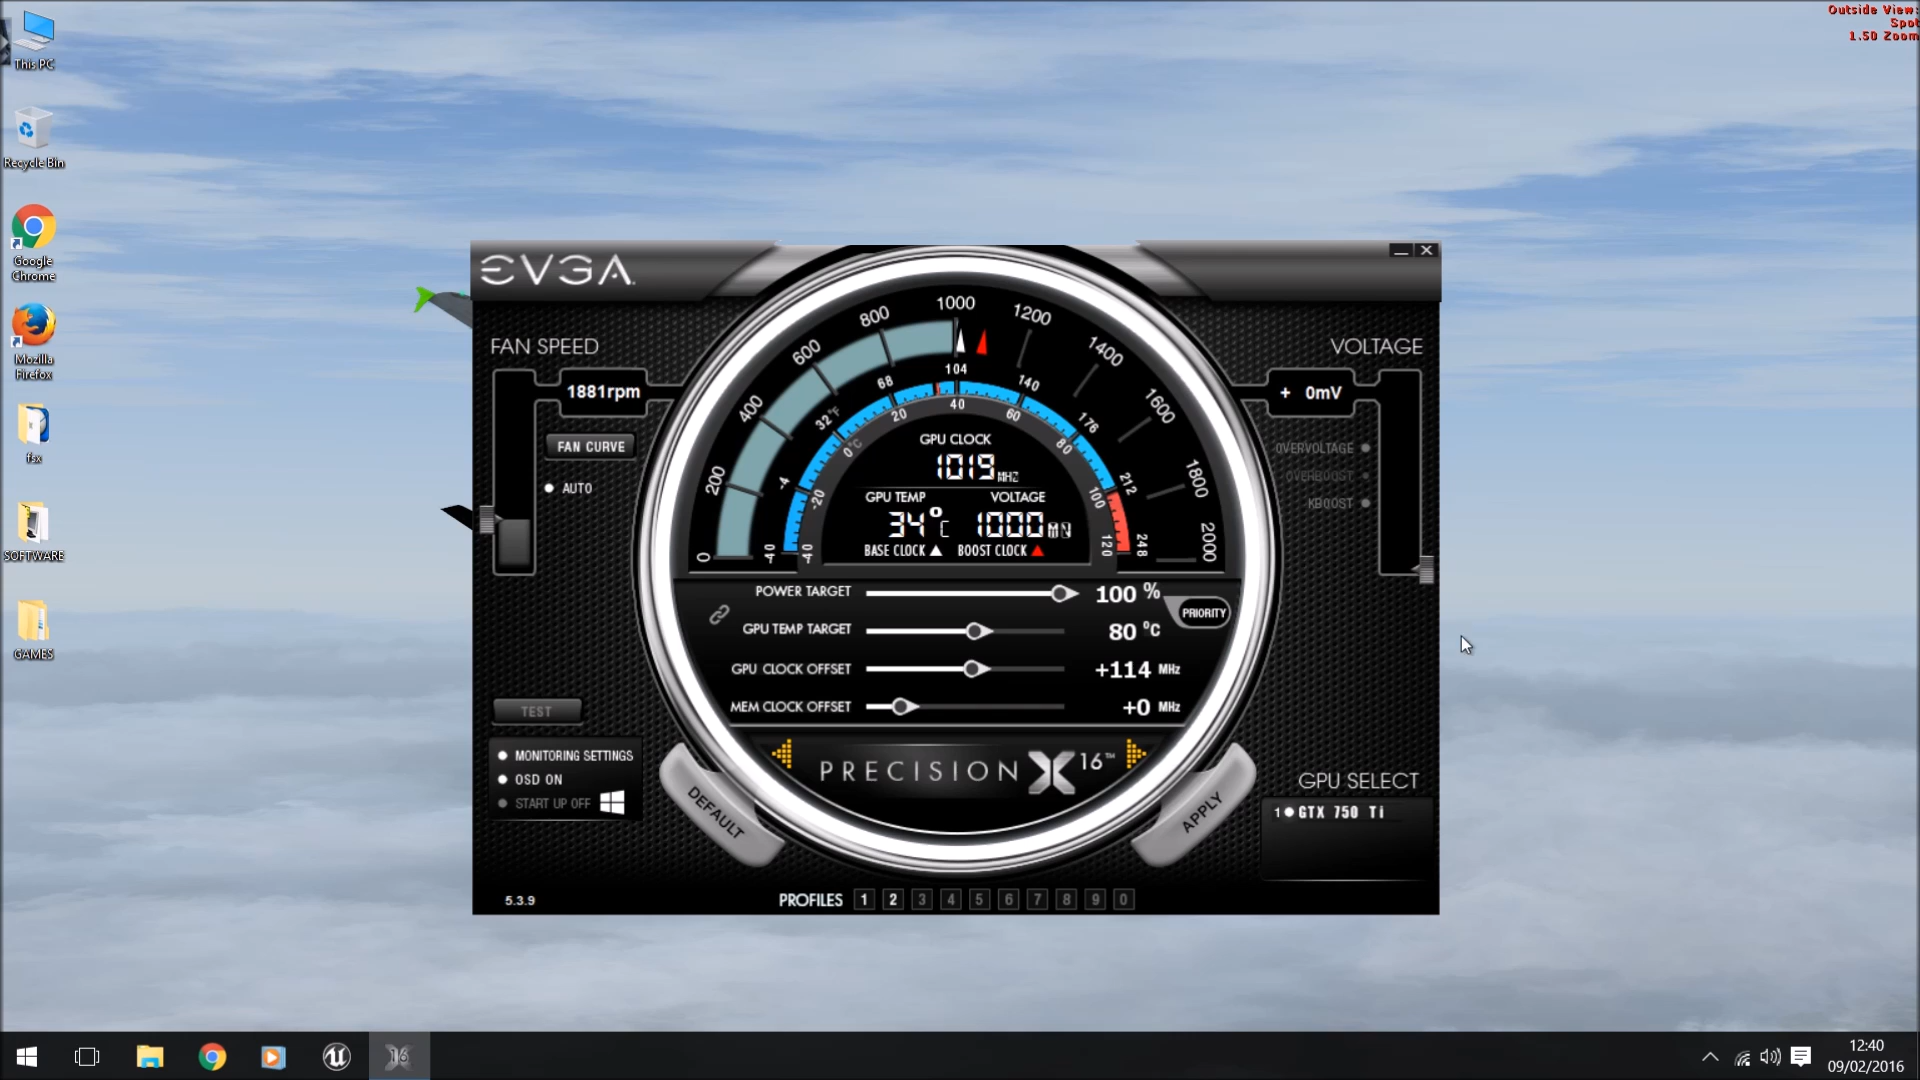 Outside View:
Spot
1.50 Zoom
This PC
Recycle Bin
Google
Chrome
Mozilla
Firefox
fsx
SOFTWARE
GAMES
EVGA
FAN SPEED
1881rpm
FAN CURVE
AUTO
VOLTAGE
+ 0mV
OVERVOLTAGE
OVERBOOST
KBOOST
0 200 400 600 800 1000 1200 1400 1600 1800 2000
-40 -4 32 °F 68 104 140 176 212 248
-40 -20 0 °C 20 40 60 80 100 120
GPU CLOCK
1019 MHZ
GPU TEMP VOLTAGE
34°C 1000
BASE CLOCK BOOST CLOCK
POWER TARGET 100 %
PRIORITY
GPU TEMP TARGET 80 °C
GPU CLOCK OFFSET +114 MHz
MEM CLOCK OFFSET +0 MHz
TEST
MONITORING SETTINGS
OSD ON
START UP OFF
PRECISION X 16™
DEFAULT
APPLY
GPU SELECT
1 GTX 750 Ti
5.3.9
PROFILES 1 2 3 4 5 6 7 8 9 0
16
12:40
09/02/2016